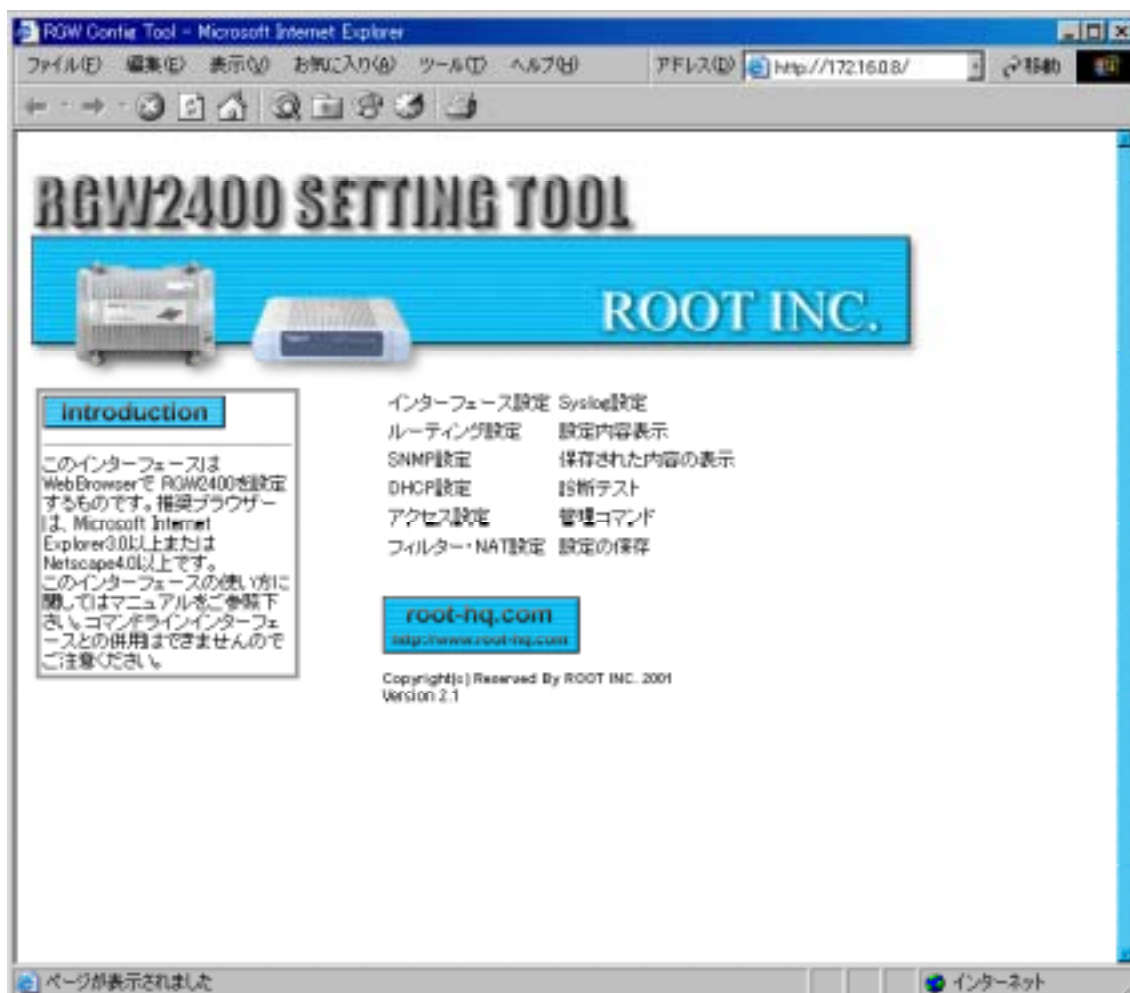 RGW Config Tool - Microsoft Internet Explorer
ファイル(F) 編集(E) 表示(V) お気に入り(A) ツール(T) ヘルプ(H) アドレス(D) http://172.16.0.8/ 移動
RGW2400 SETTING TOOL
ROOT INC.
introduction
このインターフェースは
WebBrowserで RGW2400を設定
するものです。推奨ブラウザー
は、Microsoft Internet
Explorer3.0以上または
Netscape4.0以上です。
このインターフェースの使い方に
関してはマニュアルをご参照下
さい。コマンドラインインターフェ
ースとの併用はできませんので
ご注意ください。
インターフェース設定 Syslog設定
ルーティング設定 設定内容表示
SNMP設定 保存された内容の表示
DHCP設定 診断テスト
アクセス設定 管理コマンド
フィルター・NAT設定 設定の保存
root-hq.com
http://www.root-hq.com
Copyright(c) Reserved By ROOT INC. 2001
Version 2.1
ページが表示されました インターネット